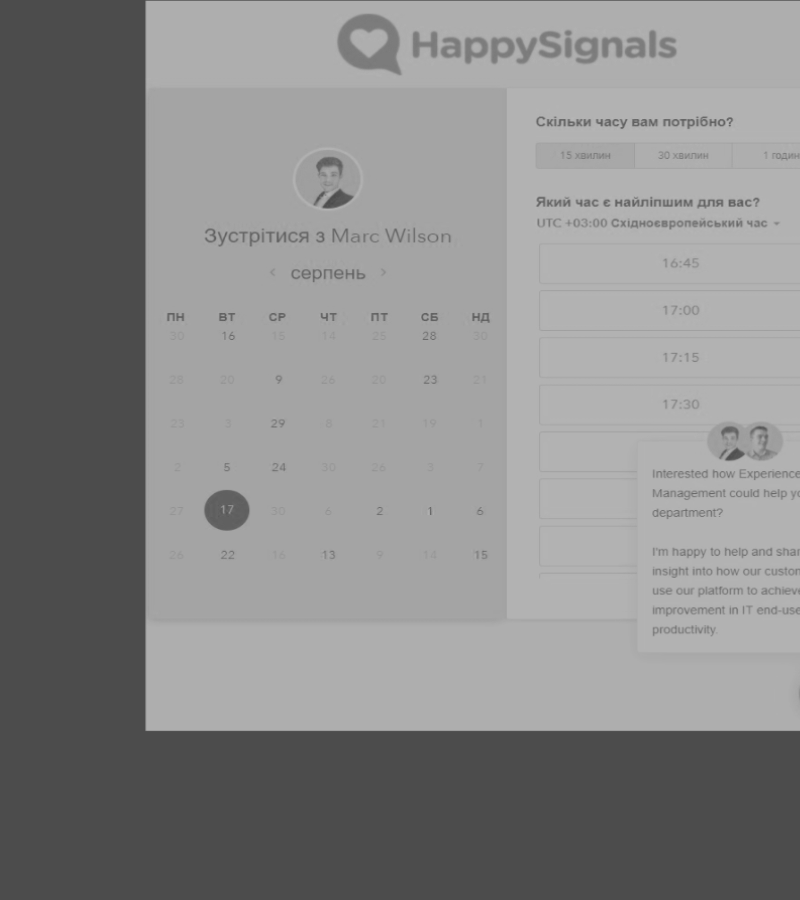 HappySignals
Зустрітися з Marc Wilson
‹ серпень ›
ПН ВТ СР ЧТ ПТ СБ НД
30 16 15 14 25 28 30
28 20 9 26 20 23 21
23 3 29 8 21 19 1
2 5 24 30 26 3 7
27 17 30 6 2 1 6
26 22 16 13 9 14 15
Скільки часу вам потрібно?
15 хвилин 30 хвилин 1 годин
Який час є найліпшим для вас?
UTC +03:00 Східноєвропейський час
16:45
17:00
17:15
17:30
Interested how Experience
Management could help yo
department?
I'm happy to help and shar
insight into how our custom
use our platform to achieve
improvement in IT end-use
productivity.